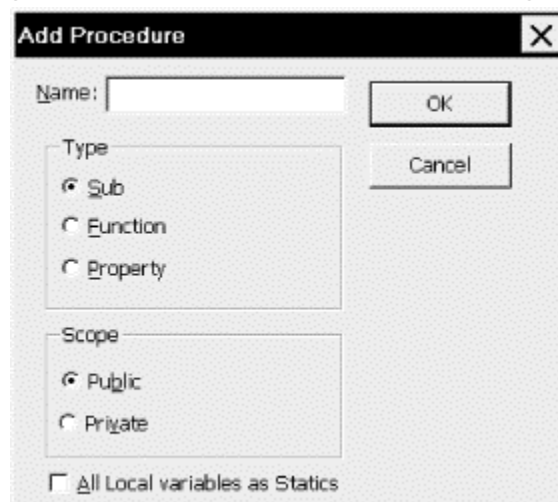 Add Procedure
Name:
OK
Cancel
Type
Sub
Function
Property
Scope
Public
Private
All Local variables as Statics